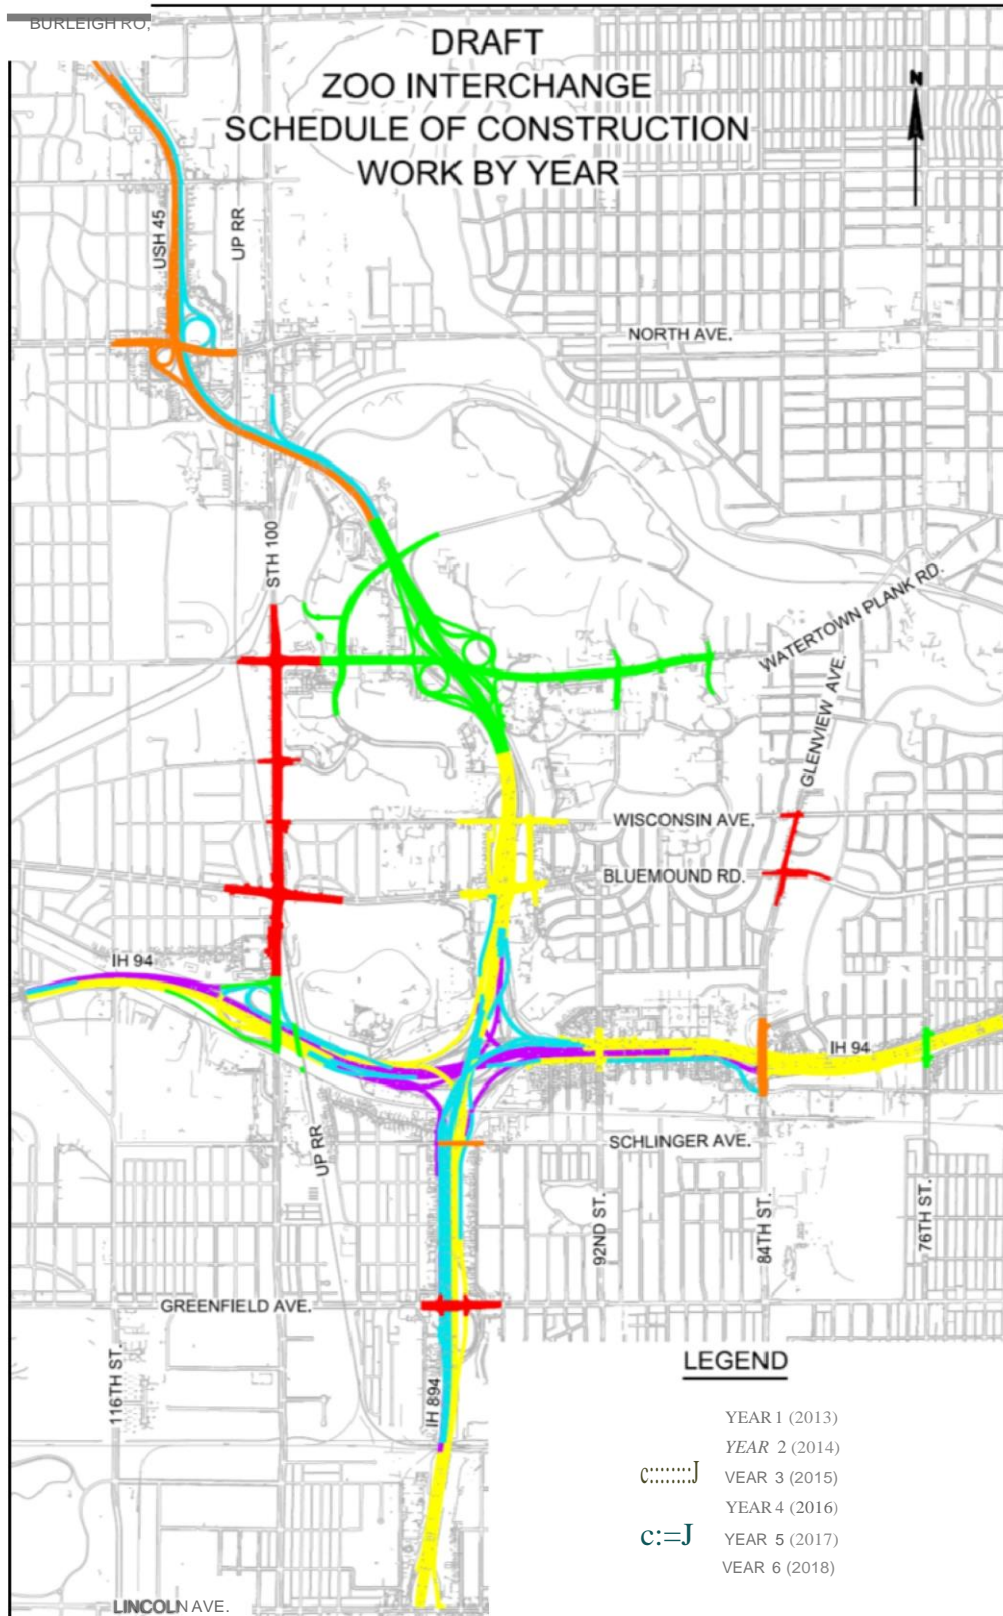 BURLEIGH RO,
DRAFT
ZOO INTERCHANGE
SCHEDULE OF CONSTRUCTION
WORK BY YEAR
N
USH 45
UP RR
NORTH AVE.
STH 100
WATERTOWN PLANK RD.
GLENVIEW AVE.
WISCONSIN AVE.
BLUEMOUND RD.
IH 94
IH 94
UP RR
SCHLINGER AVE.
92ND ST.
84TH ST.
76TH ST.
GREENFIELD AVE.
116TH ST.
IH 894
LINCOLN AVE.
LEGEND
YEAR 1 (2013)
YEAR 2 (2014)
c:::::::::J VEAR 3 (2015)
YEAR 4 (2016)
c:=J YEAR 5 (2017)
VEAR 6 (2018)